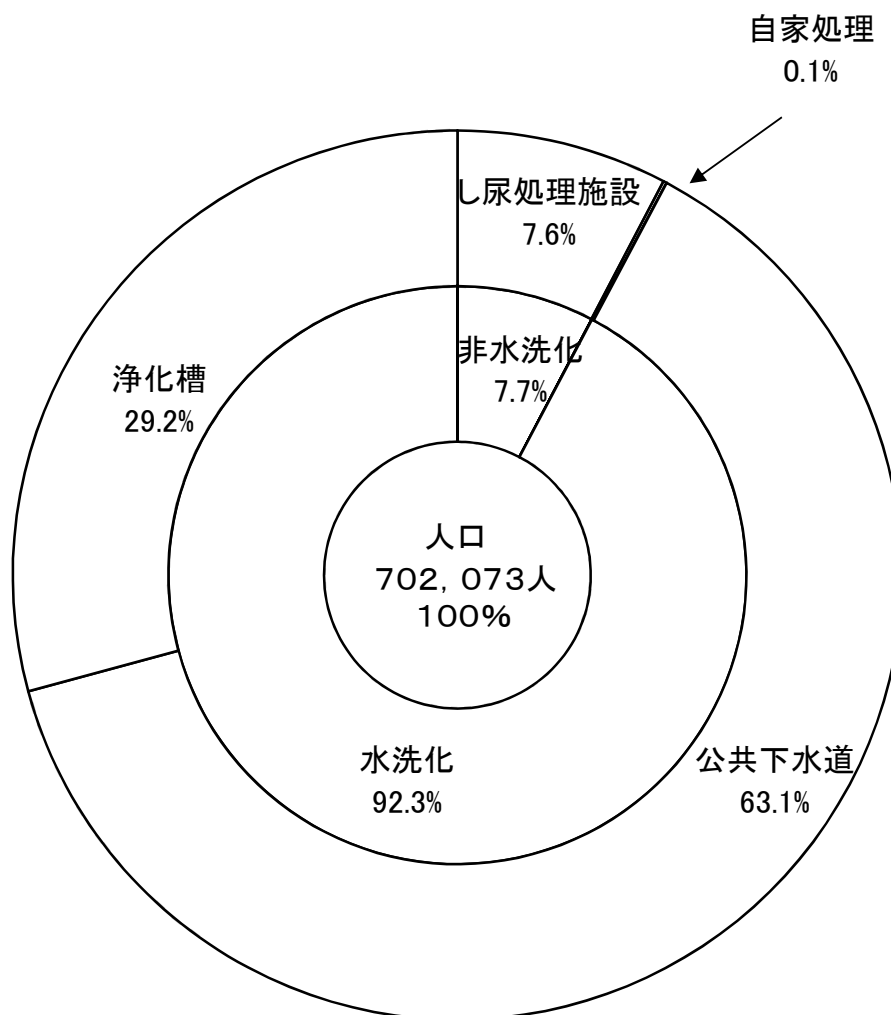 自家処理
0.1%
し尿処理施設
7.6%
非水洗化
7.7%
浄化槽
29.2%
人口
702,073人
100%
水洗化
92.3%
公共下水道
63.1%